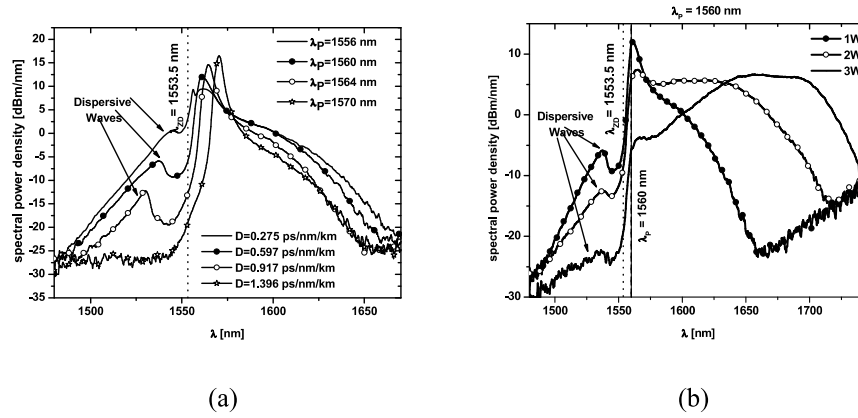 λP = 1560 nm
spectral power density [dBm/nm]
25
20
15
10
5
0
-5
-10
-15
-20
-25
-30
-35
λP=1556 nm
λP=1560 nm
λP=1564 nm
λP=1570 nm
Dispersive
Waves
λZD = 1553.5 nm
D=0.275 ps/nm/km
D=0.597 ps/nm/km
D=0.917 ps/nm/km
D=1.396 ps/nm/km
1500 1550 1600 1650
λ [nm]
(a)
spectral power density [dBm/nm]
10
0
-10
-20
-30
1W
2W
3W
Dispersive
Waves
λZD = 1553.5 nm
λP = 1560 nm
1500 1550 1600 1650 1700
λ [nm]
(b)